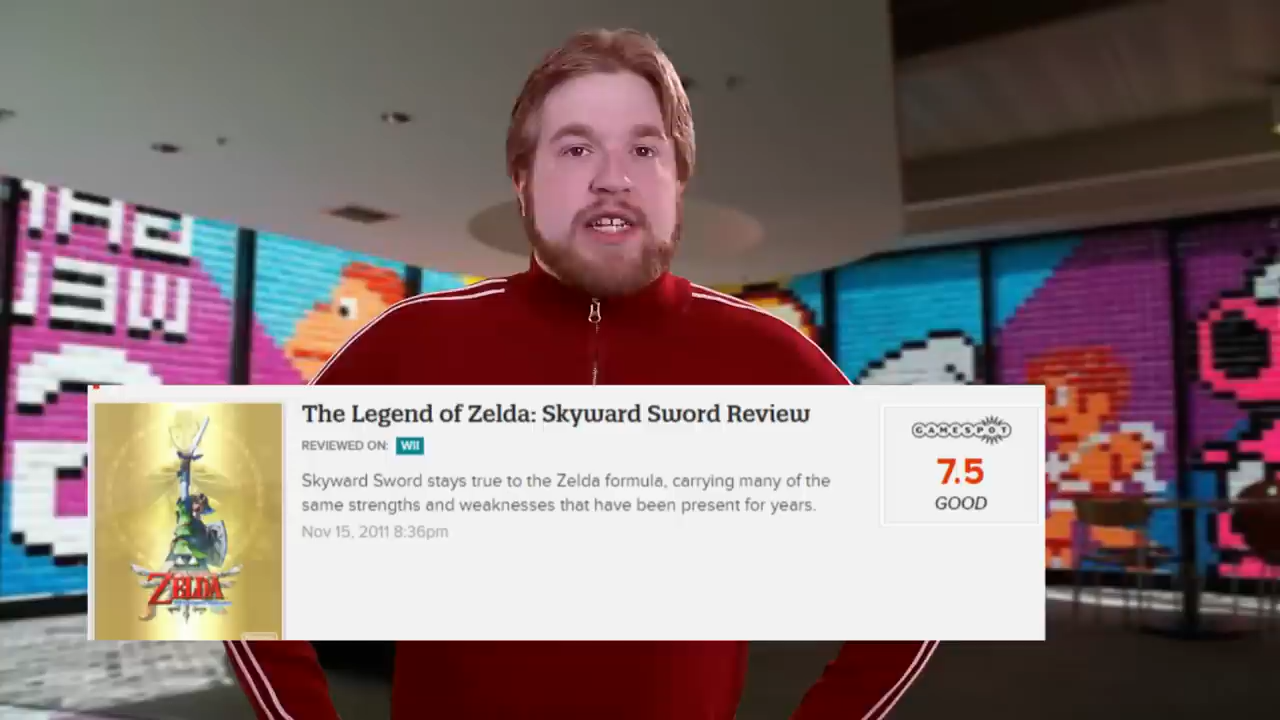 The Legend of Zelda: Skyward Sword Review
REVIEWED ON: WII
Skyward Sword stays true to the Zelda formula, carrying many of the
same strengths and weaknesses that have been present for years.
Nov 15, 2011 8:36pm
GAMESPOT
7.5
GOOD
ZELDA